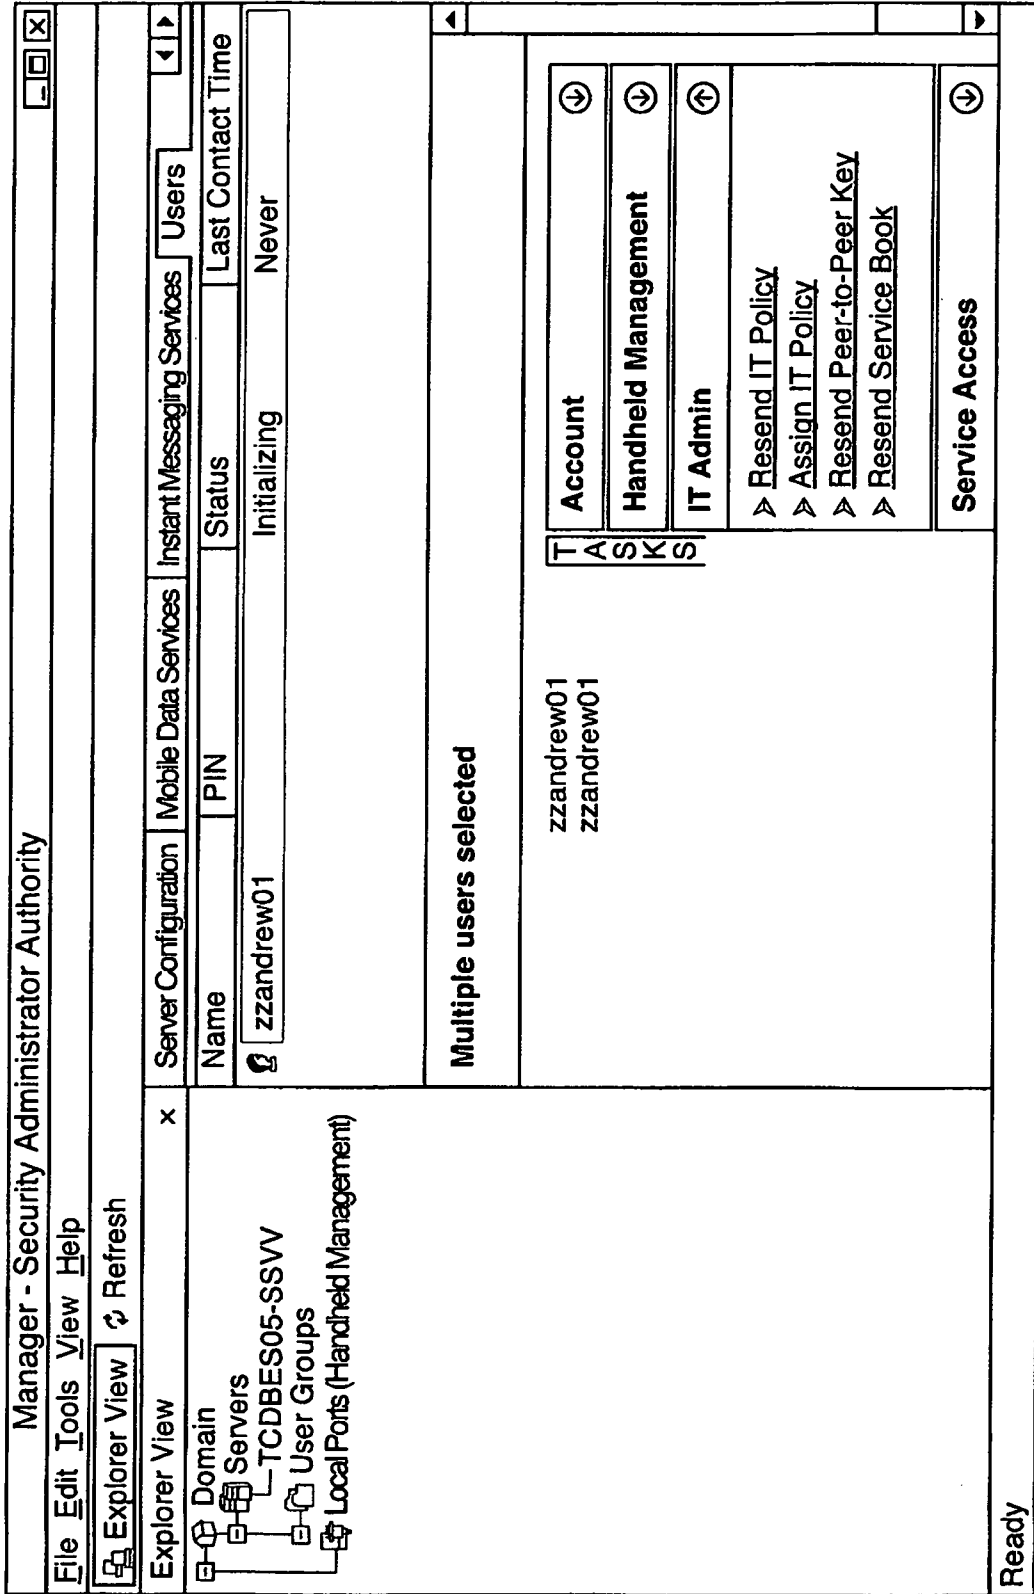 Manager - Security Administrator Authority
File Edit Tools View Help
Explorer View Refresh
Explorer View x
Domain
Servers
TCDBES05-SSVV
User Groups
Local Ports (Handheld Management)
Server Configuration Mobile Data Services Instant Messaging Services Users
Name PIN Status Last Contact Time
zzandrew01 Initializing Never
Multiple users selected
zzandrew01
zzandrew01
TASKS
Account
Handheld Management
IT Admin
Resend IT Policy
Assign IT Policy
Resend Peer-to-Peer Key
Resend Service Book
Service Access
Ready